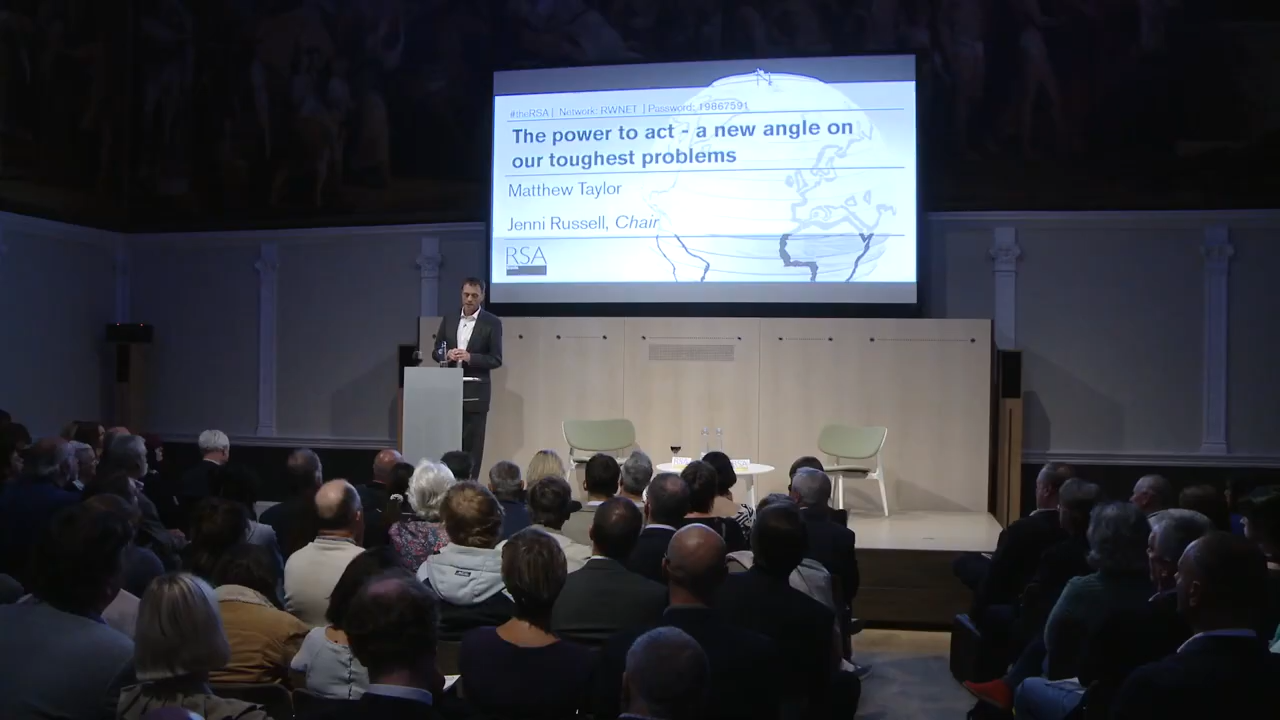 #theRSA | Network: RWNET | Password: 19867591
The power to act - a new angle on
our toughest problems
Matthew Taylor
Jenni Russell, Chair
RSA
N